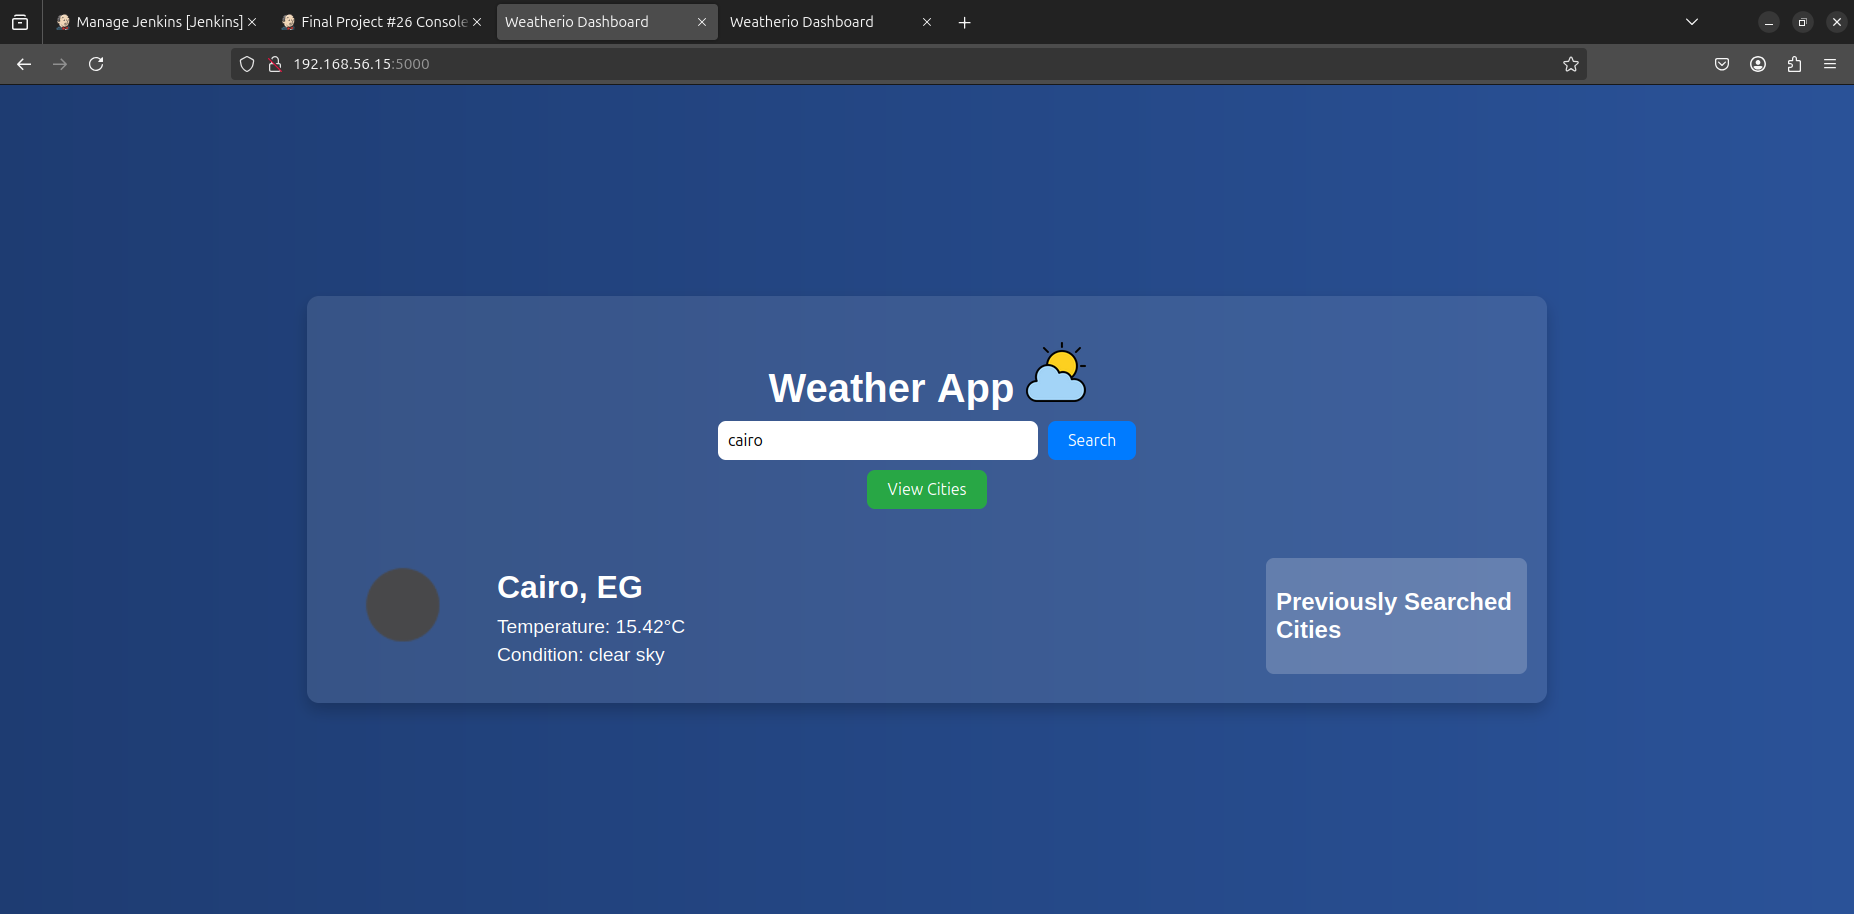 Manage Jenkins [Jenkins]
Final Project #26 Console
Weatherio Dashboard
Weatherio Dashboard
192.168.56.15:5000
Weather App
cairo
Search
View Cities
Cairo, EG
Temperature: 15.42°C
Condition: clear sky
Previously Searched
Cities